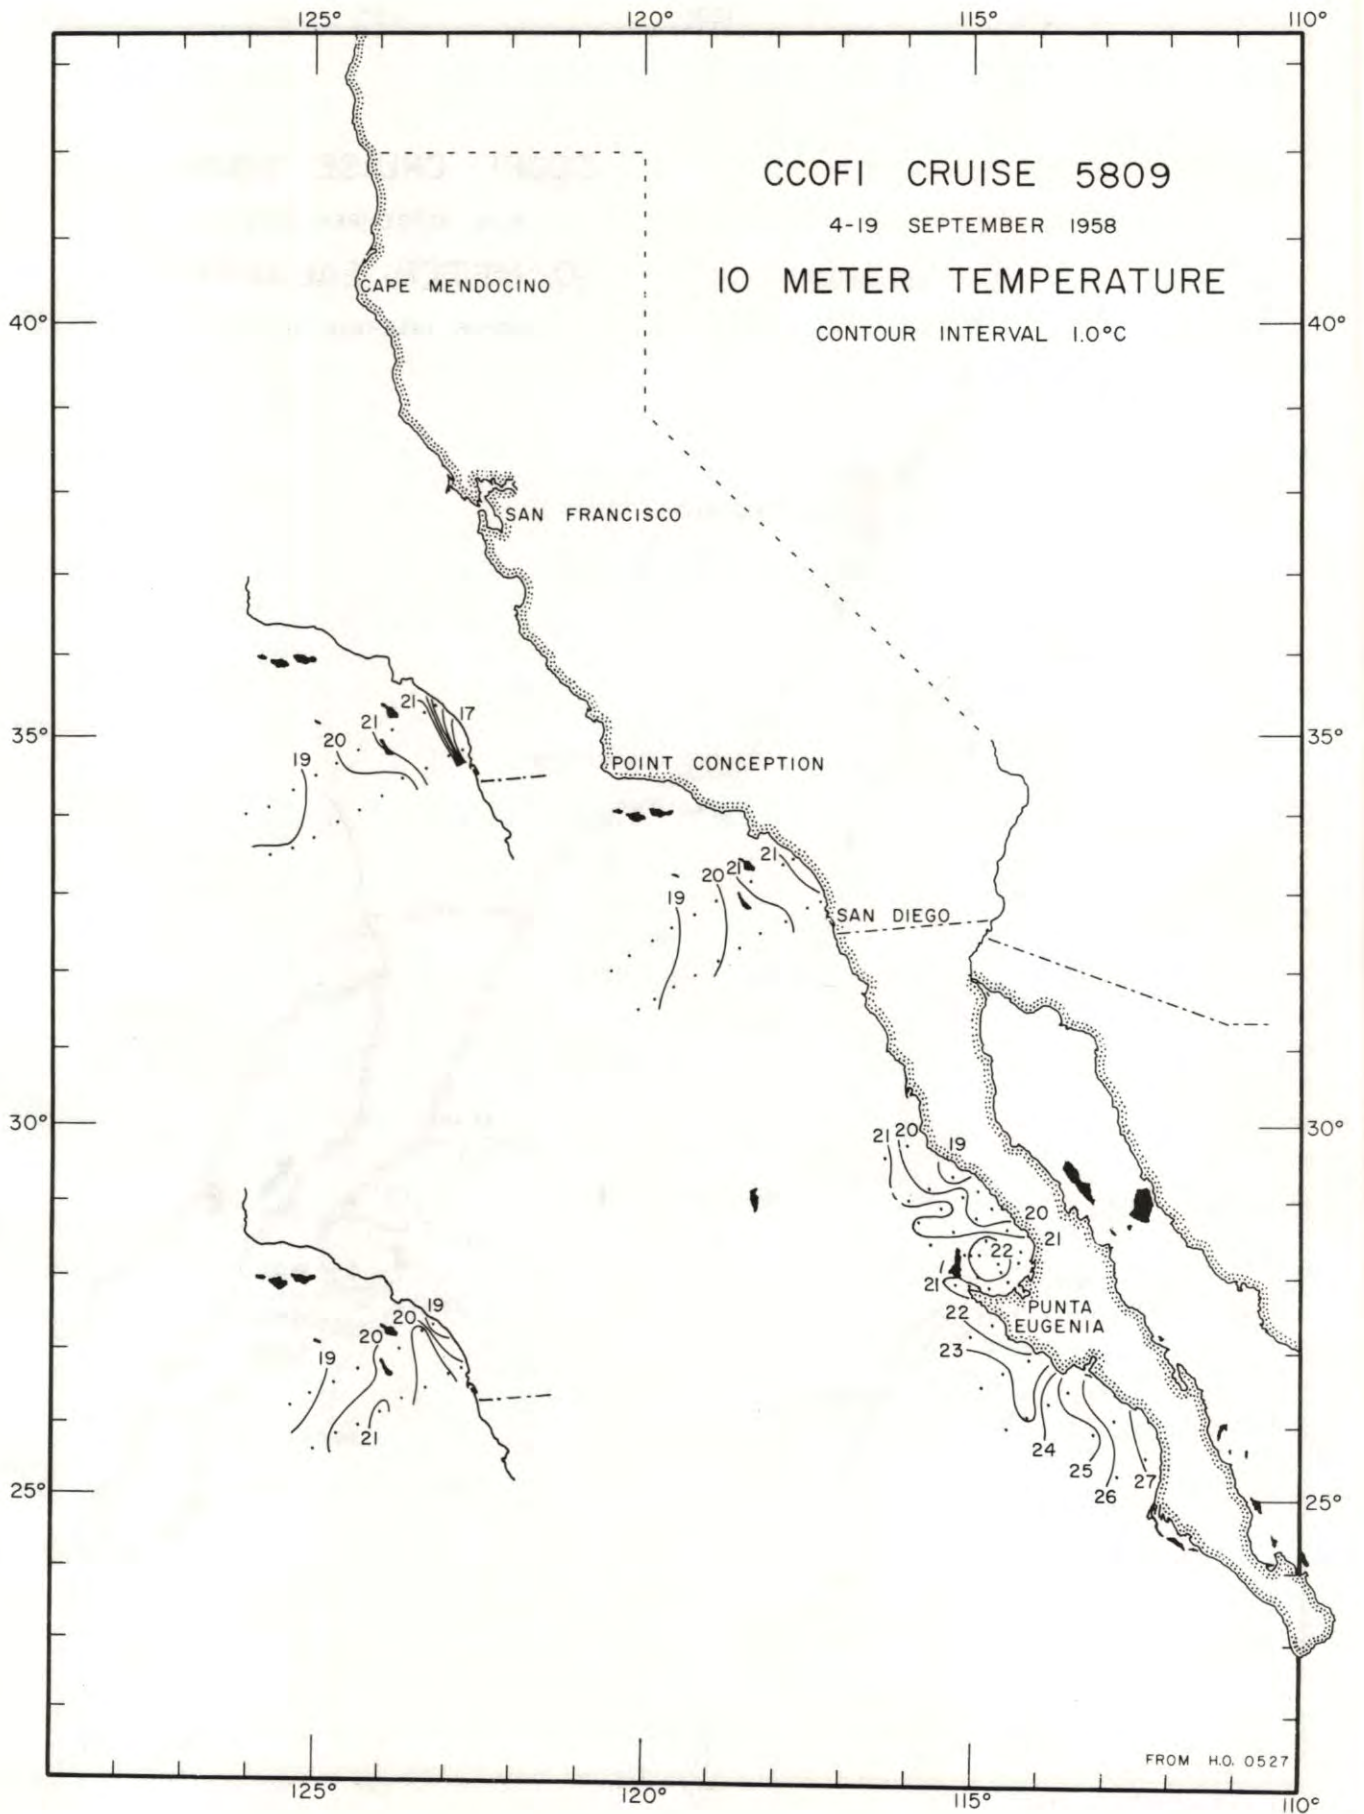 125° 120° 115° 110°
CCOFI CRUISE 5809
4-19 SEPTEMBER 1958
10 METER TEMPERATURE
CONTOUR INTERVAL 1.0°C
CAPE MENDOCINO
40° 40°
SAN FRANCISCO
21 17
21
20
19
35° 35°
POINT CONCEPTION
21
20 21
19
SAN DIEGO
30° 30°
21 20 19
20
21
22
21
22
23
PUNTA
EUGENIA
19
20
20
19
21
24
25
26
27
25° 25°
FROM H.O. 0527
125° 120° 115° 110°